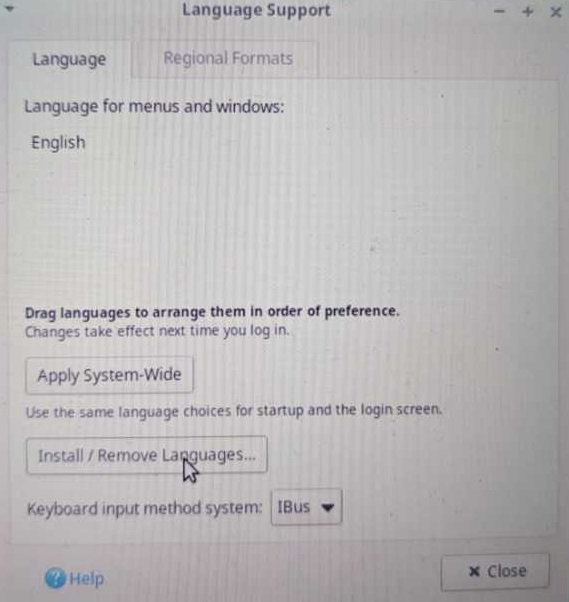 Language Support
Language
Regional Formats
Language for menus and windows:
English
Drag languages to arrange them in order of preference.
Changes take effect next time you log in.
Apply System-Wide
Use the same language choices for startup and the login screen.
Install / Remove Languages...
Keyboard input method system: IBus
Help
Close